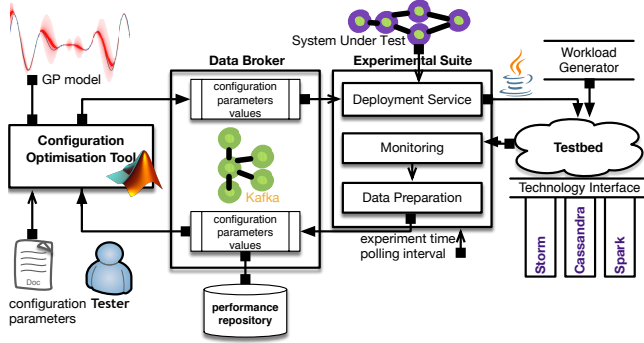 System Under Test
GP model
Data Broker
Experimental Suite
Workload
Generator
configuration
parameters
values
Deployment Service
Configuration
Optimisation Tool
Kafka
Monitoring
Testbed
Data Preparation
Technology Interface
configuration
parameters
values
experiment time
polling interval
Storm
Cassandra
Spark
Doc
configuration
parameters
Tester
performance
repository